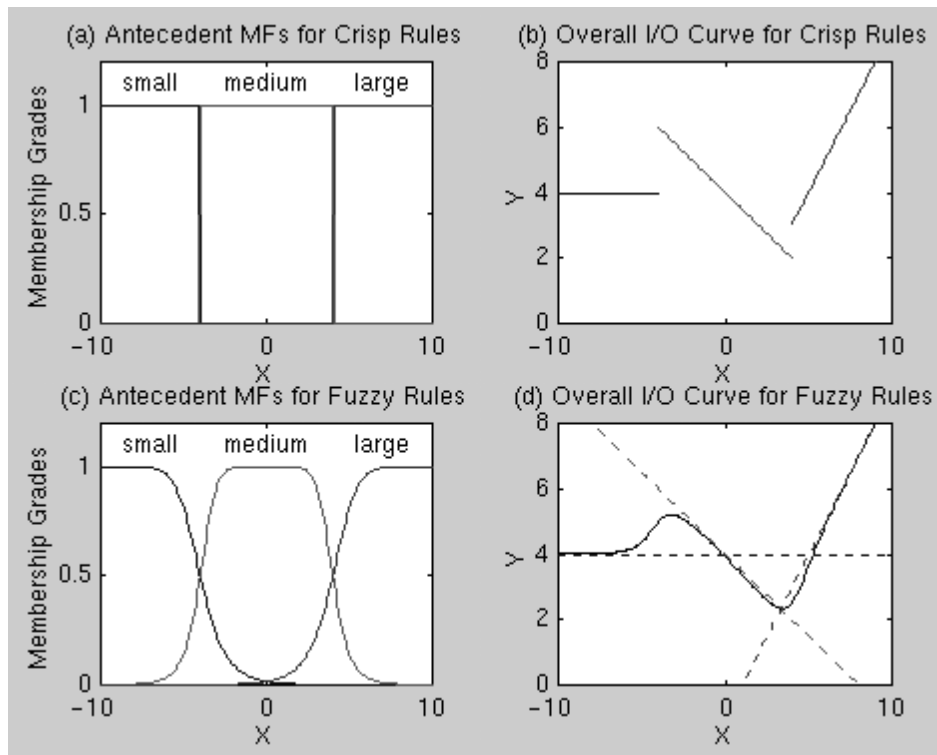 (a) Antecedent MFs for Crisp Rules
small medium large
1
0.5
0
Membership Grades
−10 0 10
X
(b) Overall I/O Curve for Crisp Rules
8
6
4
2
0
Y
−10 0 10
X
(c) Antecedent MFs for Fuzzy Rules
small medium large
1
0.5
0
Membership Grades
−10 0 10
X
(d) Overall I/O Curve for Fuzzy Rules
8
6
4
2
0
Y
−10 0 10
X